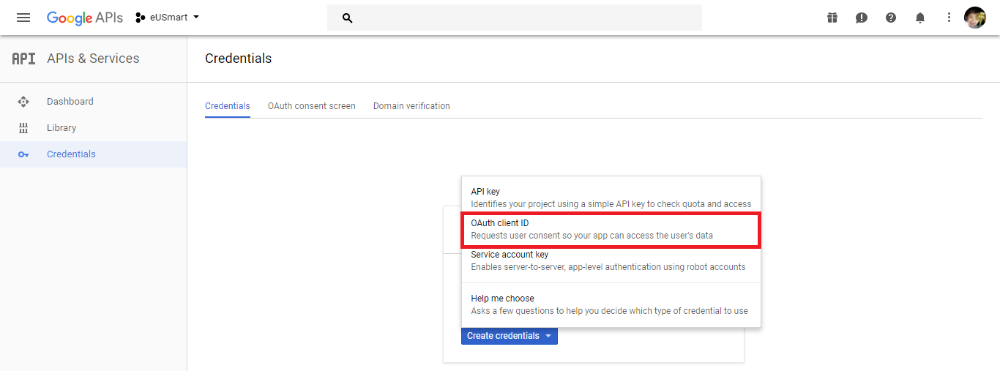 Google APIs
eUSmart
API
APIs & Services
Credentials
Dashboard
Library
Credentials
Credentials
OAuth consent screen
Domain verification
API key
Identifies your project using a simple API key to check quota and access
OAuth client ID
Requests user consent so your app can access the user's data
Service account key
Enables server-to-server, app-level authentication using robot accounts
Help me choose
Asks a few questions to help you decide which type of credential to use
Create credentials